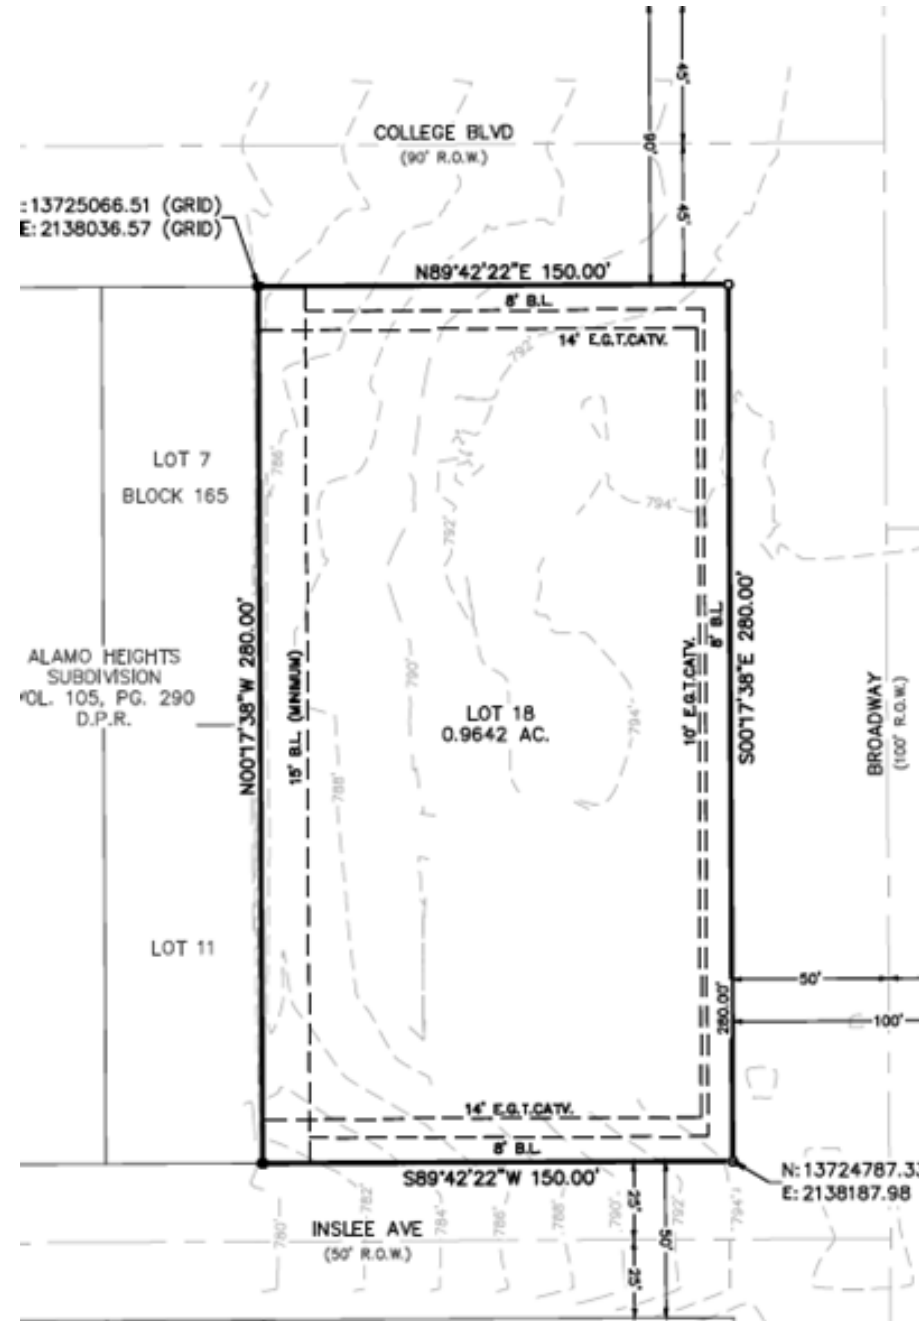 45'
90'
COLLEGE BLVD
(90' R.O.W.)
45'
:13725066.51 (GRID)
E: 2138036.57 (GRID)
N89°42'22"E 150.00'
8' B.L.
14' E.G.T.CATV.
792'
786'
LOT 7
BLOCK 165
794'
792'
N00°17'38"W 280.00'
S00°17'38"E 280.00'
8' B.L.
10' E.G.T.CATV.
15' B.L. (MINIMUM)
790'
ALAMO HEIGHTS
SUBDIVISION
VOL. 105, PG. 290
D.P.R.
LOT 18
0.9642 AC.
794'
788'
BROADWAY
(100' R.O.W.)
LOT 11
50'
280.00'
100'
14' E.G.T.CATV.
8' B.L.
S89°42'22"W 150.00'
N: 13724787.33
E: 2138187.98
INSLEE AVE
(50' R.O.W.)
780'
782'
784'
786'
788'
790'
792'
794'
25'
50'
25'